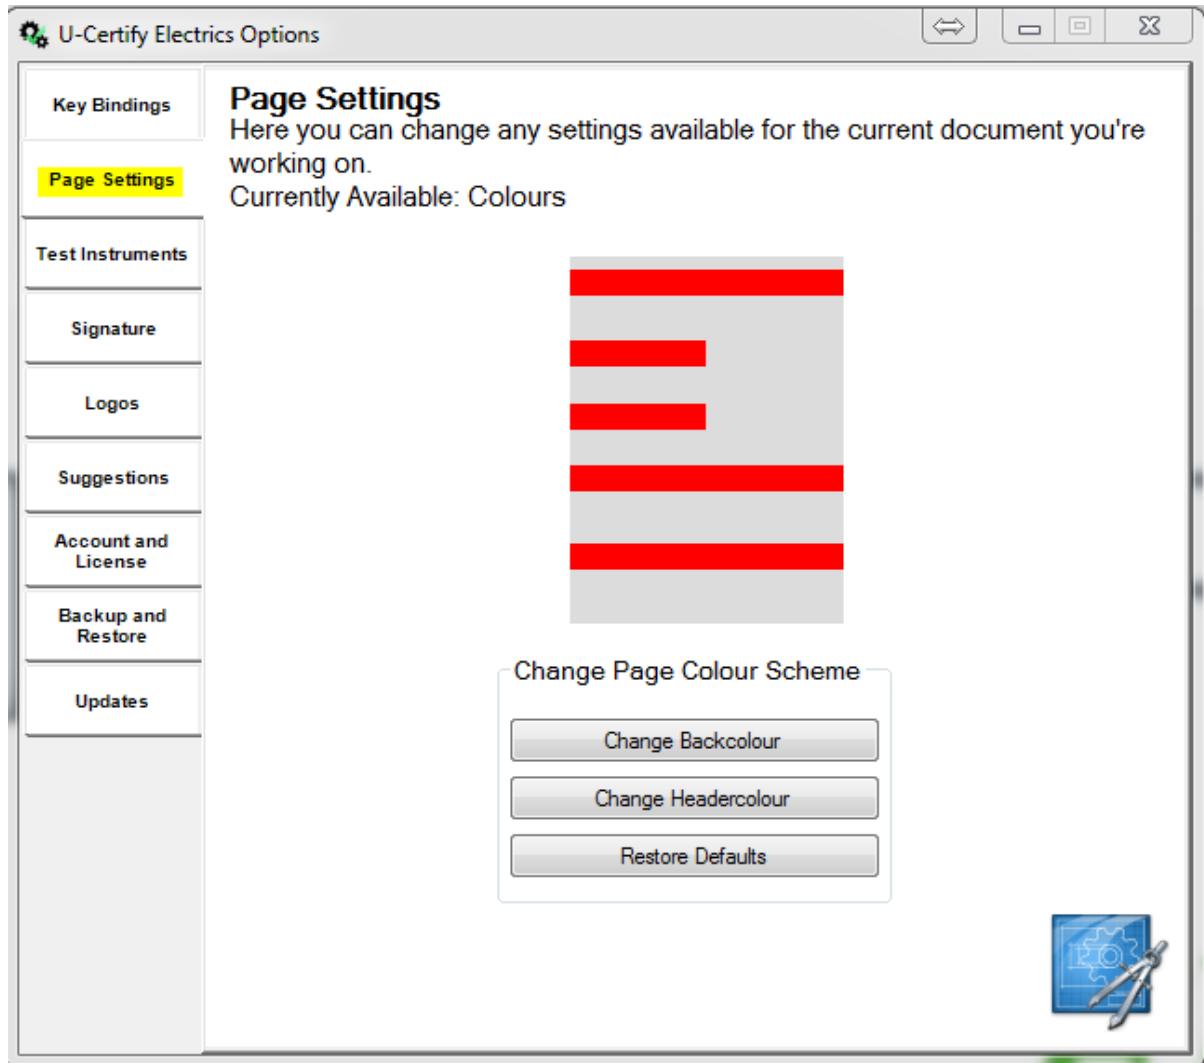 U-Certify Electrics Options
Key Bindings
Page Settings
Test Instruments
Signature
Logos
Suggestions
Account and
License
Backup and
Restore
Updates
Page Settings
Here you can change any settings available for the current document you're
working on.
Currently Available: Colours
Change Page Colour Scheme
Change Backcolour
Change Headercolour
Restore Defaults